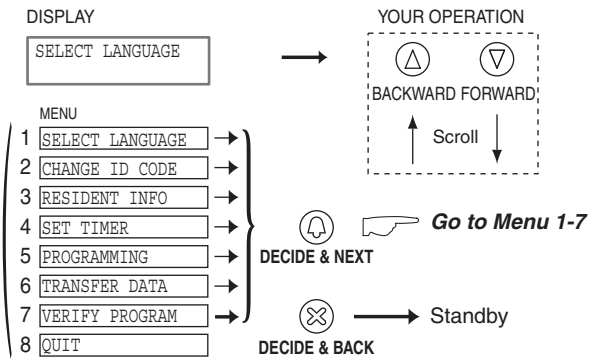 DISPLAY
YOUR OPERATION
SELECT LANGUAGE
BACKWARD FORWARD
Scroll
MENU
1 SELECT LANGUAGE
2 CHANGE ID CODE
3 RESIDENT INFO
4 SET TIMER
5 PROGRAMMING
6 TRANSFER DATA
7 VERIFY PROGRAM
8 QUIT
Go to Menu 1-7
DECIDE & NEXT
Standby
DECIDE & BACK